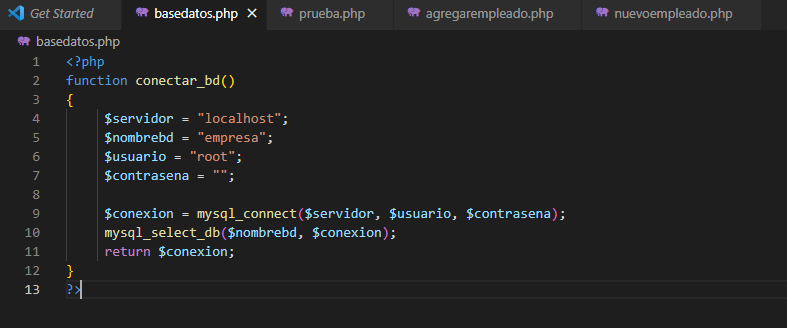 Get Started basedatos.php prueba.php agregarempleado.php nuevoempleado.php
basedatos.php
1 <?php
2 function conectar_bd()
3 {
4 $servidor = "localhost";
5 $nombrebd = "empresa";
6 $usuario = "root";
7 $contrasena = "";
8
9 $conexion = mysql_connect($servidor, $usuario, $contrasena);
10 mysql_select_db($nombrebd, $conexion);
11 return $conexion;
12 }
13 ?>